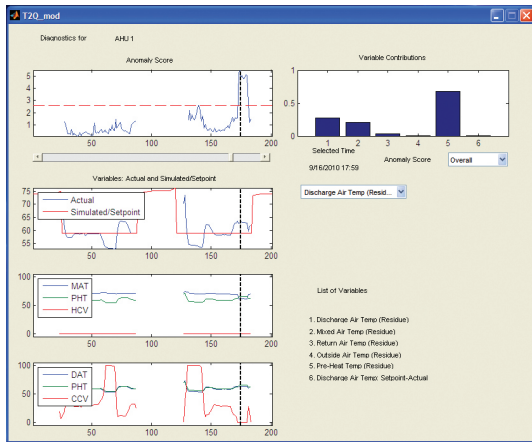 T2Q_mod
Diagnostics for AHU 1
Anomaly Score
5
4
3
2
1
0 50 100 150 200
Variable Contributions
1
0.5
0
1 2 3 4 5 6
Selected Time
9/16/2010 17:59
Anomaly Score Overall
Discharge Air Temp (Resid...
Variables: Actual and Simulated/Setpoint
75
70
65
60
55
Actual
Simulated/Setpoint
50 100 150 200
100
50
0
MAT
PHT
HCV
50 100 150 200
100
50
0
DAT
PHT
CCV
50 100 150 200
List of Variables
1. Discharge Air Temp (Residue)
2. Mixed Air Temp (Residue)
3. Return Air Temp (Residue)
4. Outside Air Temp (Residue)
5. Pre-Heat Temp (Residue)
6. Discharge Air Temp: Setpoint-Actual